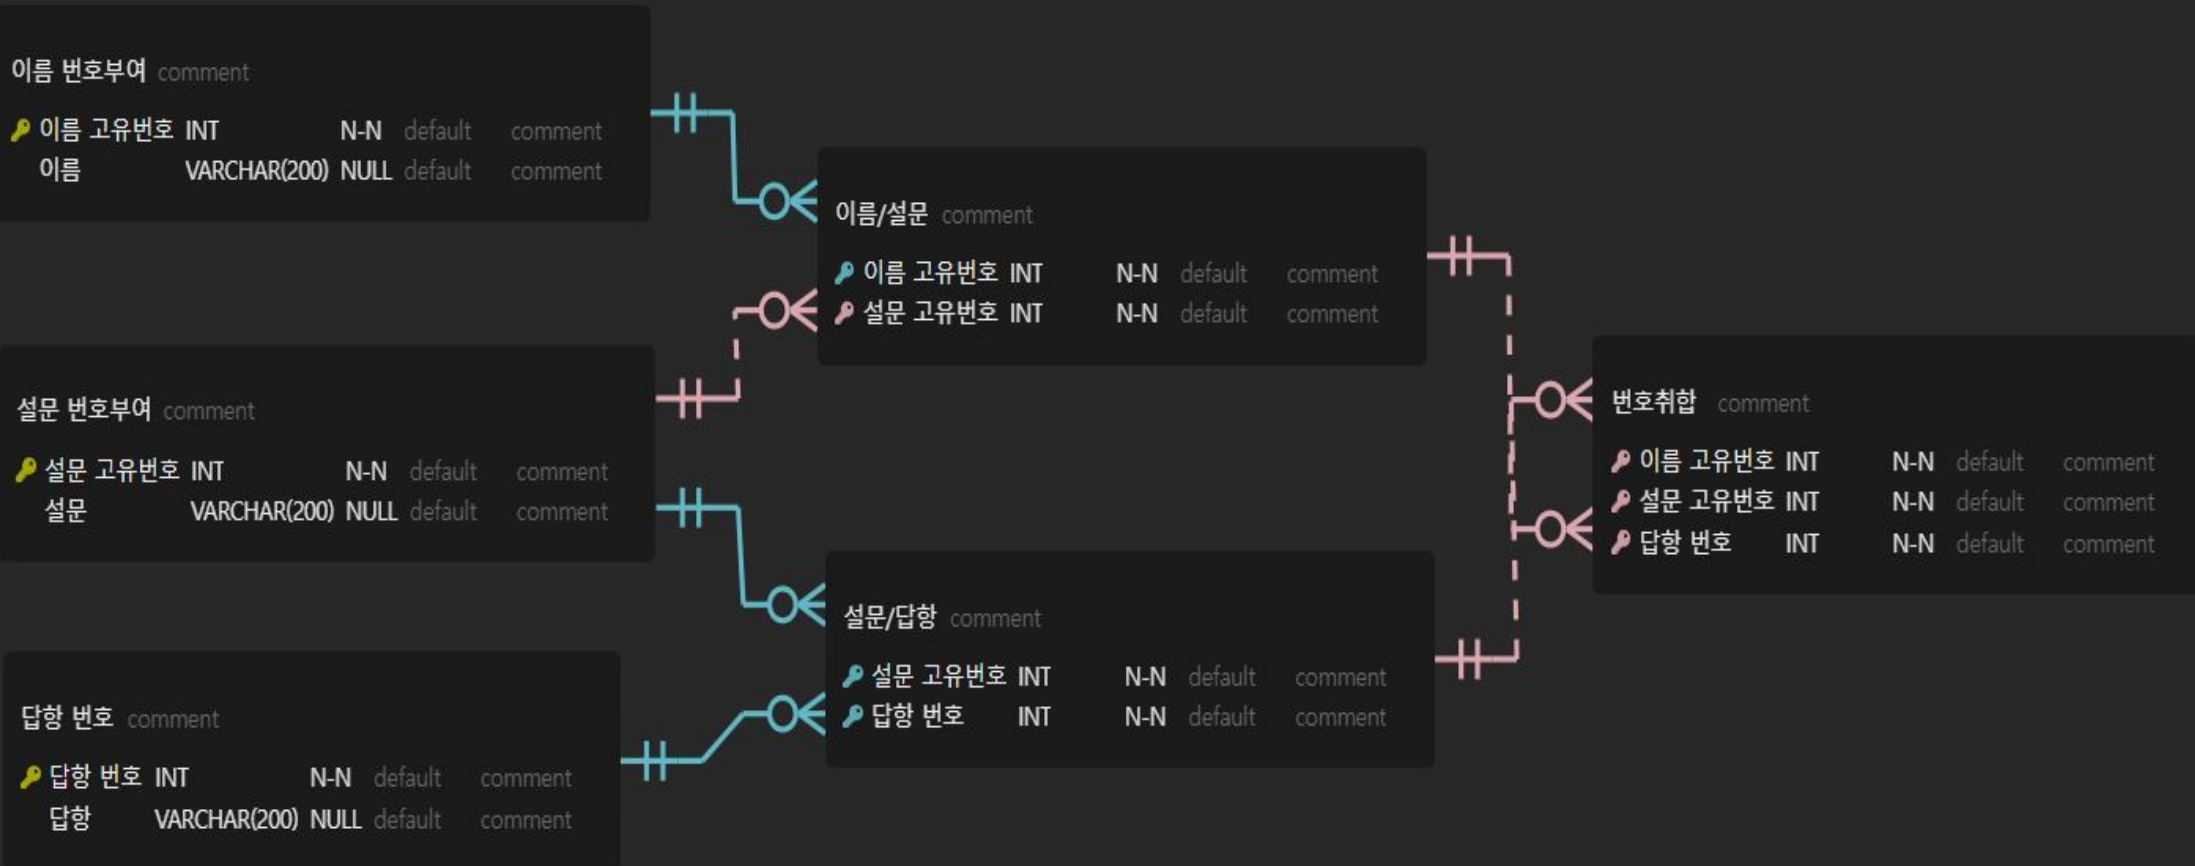 이름 번호부여 comment
이름 고유번호 INT N-N default comment
이름 VARCHAR(200) NULL default comment
설문 번호부여 comment
설문 고유번호 INT N-N default comment
설문 VARCHAR(200) NULL default comment
답항 번호 comment
답항 번호 INT N-N default comment
답항 VARCHAR(200) NULL default comment
이름/설문 comment
이름 고유번호 INT N-N default comment
설문 고유번호 INT N-N default comment
설문/답항 comment
설문 고유번호 INT N-N default comment
답항 번호 INT N-N default comment
번호취합 comment
이름 고유번호 INT N-N default comment
설문 고유번호 INT N-N default comment
답항 번호 INT N-N default comment